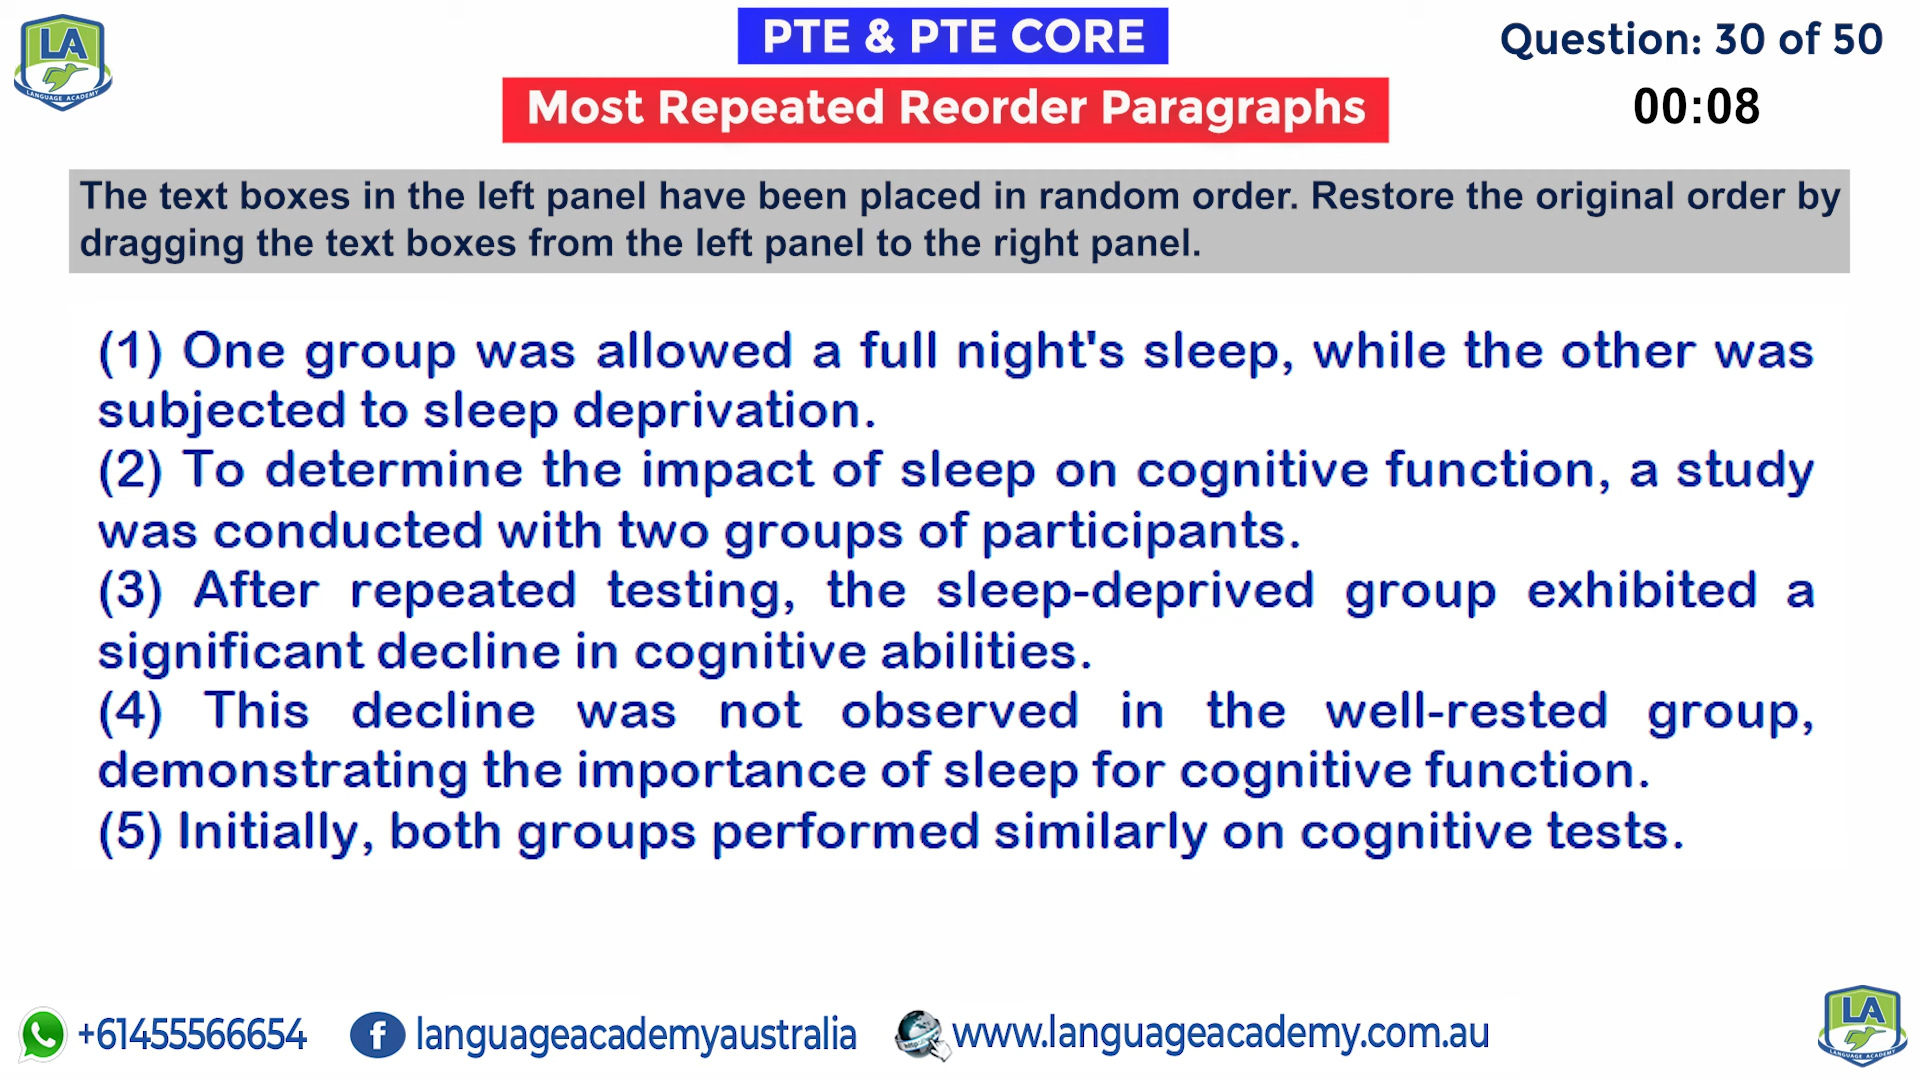 LA
LANGUAGE ACADEMY
PTE & PTE CORE
Most Repeated Reorder Paragraphs
Question: 30 of 50
00:08
The text boxes in the left panel have been placed in random order. Restore the original order by
dragging the text boxes from the left panel to the right panel.
(1) One group was allowed a full night's sleep, while the other was
subjected to sleep deprivation.
(2) To determine the impact of sleep on cognitive function, a study
was conducted with two groups of participants.
(3) After repeated testing, the sleep-deprived group exhibited a
significant decline in cognitive abilities.
(4) This decline was not observed in the well-rested group,
demonstrating the importance of sleep for cognitive function.
(5) Initially, both groups performed similarly on cognitive tests.
+61455566654
f languageacademyaustralia
http:// www.languageacademy.com.au
LA
LANGUAGE ACADEMY